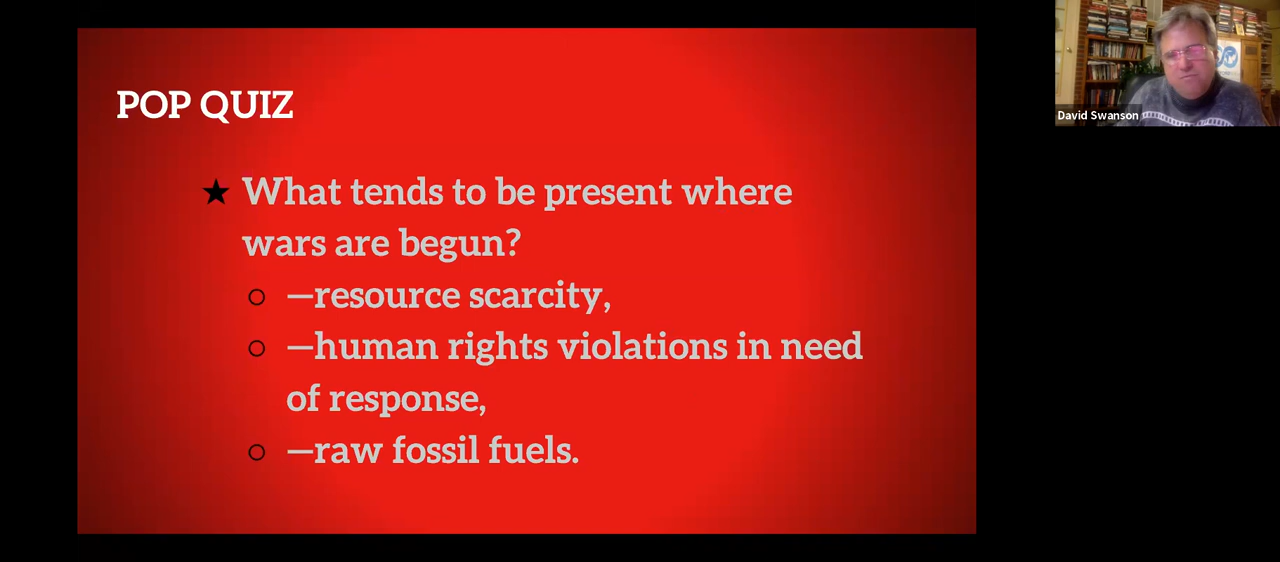 POP QUIZ
★ What tends to be present where
wars are begun?
○ —resource scarcity,
○ —human rights violations in need
of response,
○ —raw fossil fuels.
David Swanson